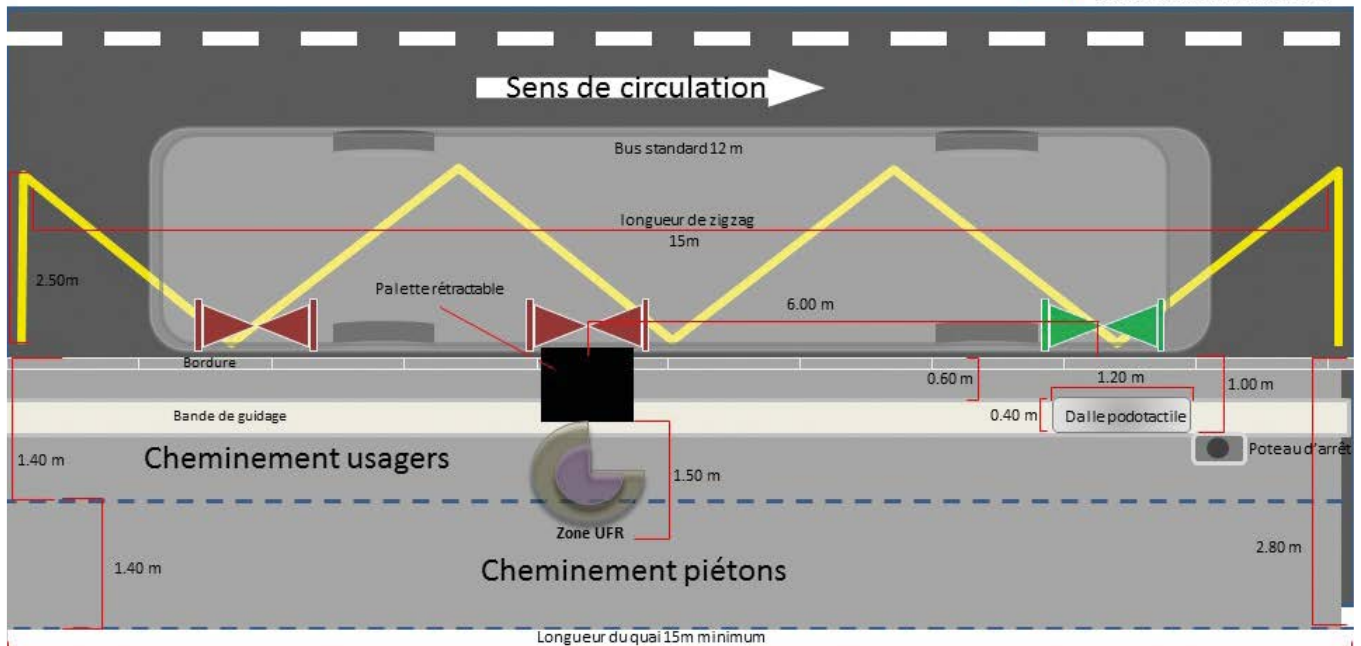 Sens de circulation
Bus standard 12 m
longueur de zigzag
15m
2.50m
Palette rétractable
6.00 m
Bordure
0.60 m
1.20 m
1.00 m
Bande de guidage
0.40 m
Dalle podotactile
1.40 m
Cheminement usagers
1.50 m
Poteau d'arrêt
Zone UFR
2.80 m
1.40 m
Cheminement piétons
Longueur du quai 15m minimum